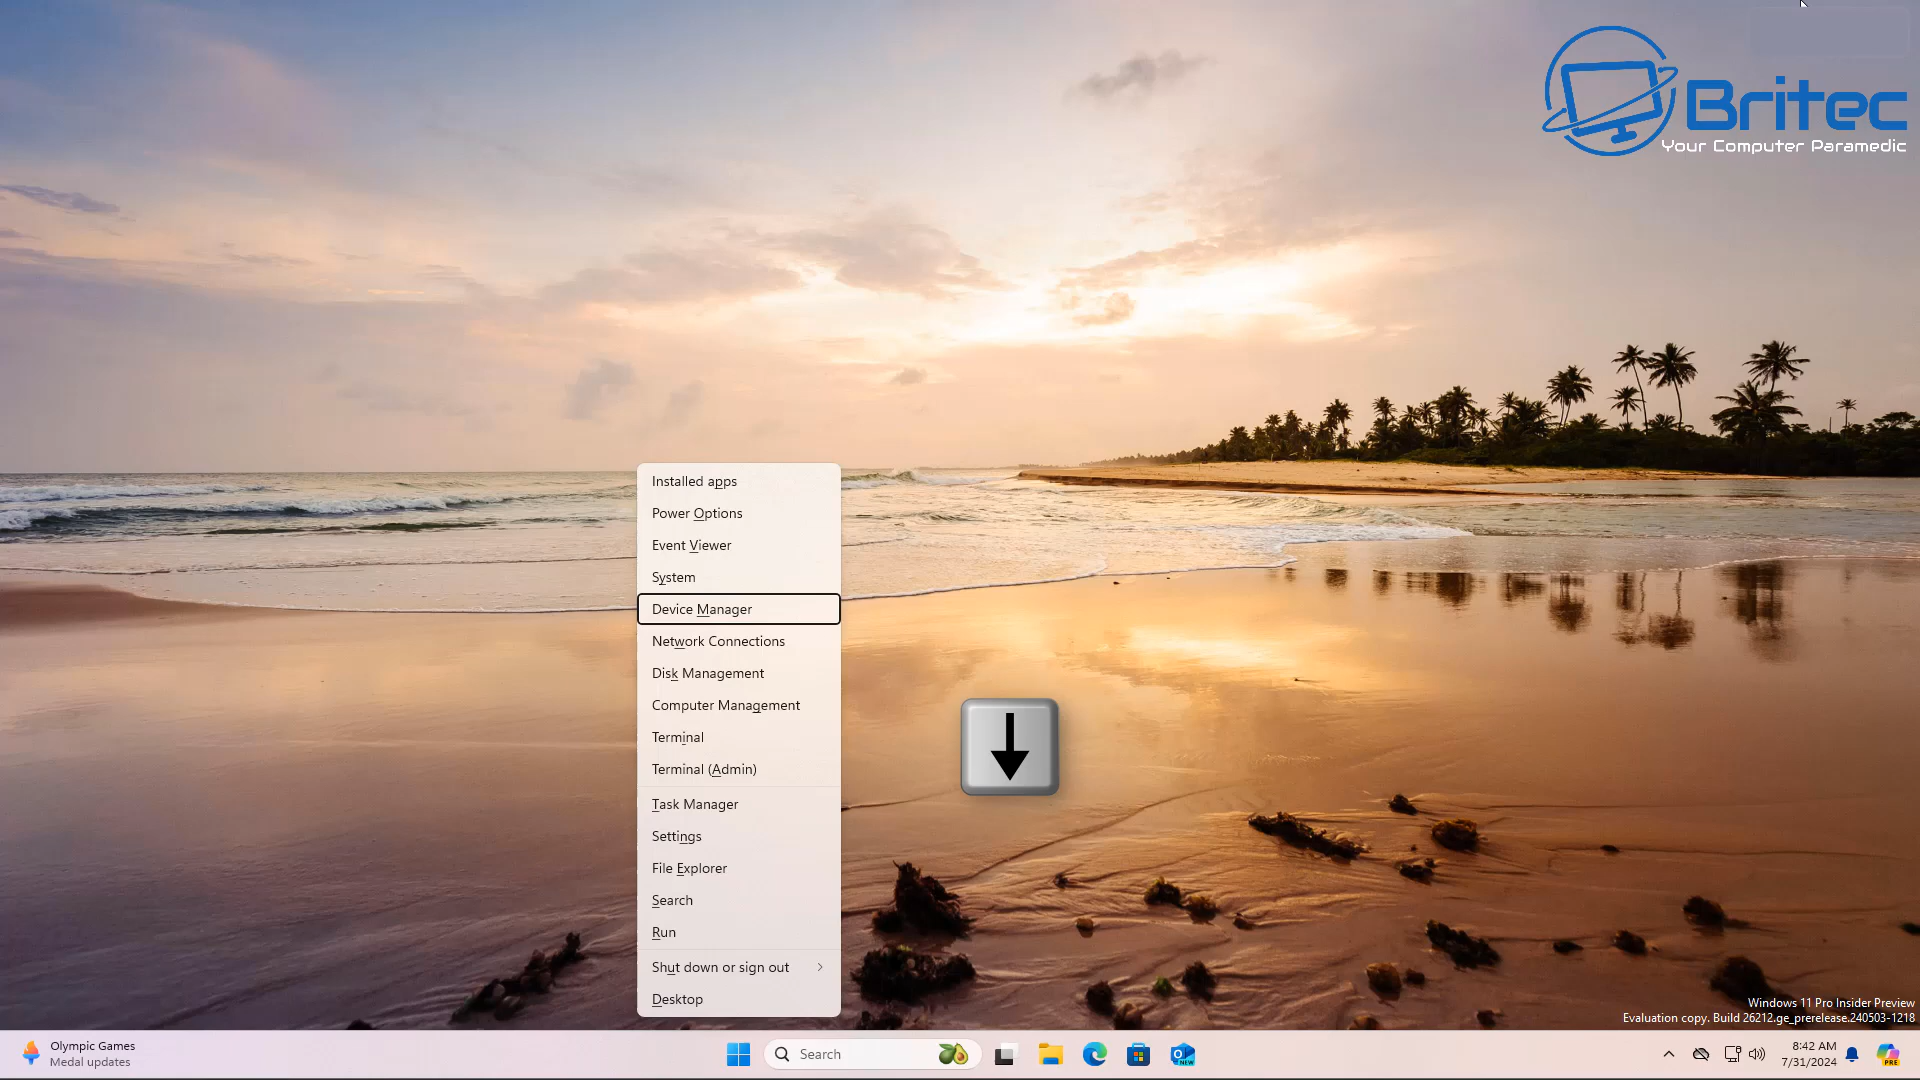 Britec
Your Computer Paramedic
Installed apps
Power Options
Event Viewer
System
Device Manager
Network Connections
Disk Management
Computer Management
Terminal
Terminal (Admin)
Task Manager
Settings
File Explorer
Search
Run
Shut down or sign out
Desktop
Windows 11 Pro Insider Preview
Evaluation copy. Build 26212.ge_prerelease.240503-1218
Olympic Games
Medal updates
Search
O
NEW
8:42 AM
7/31/2024
PRE